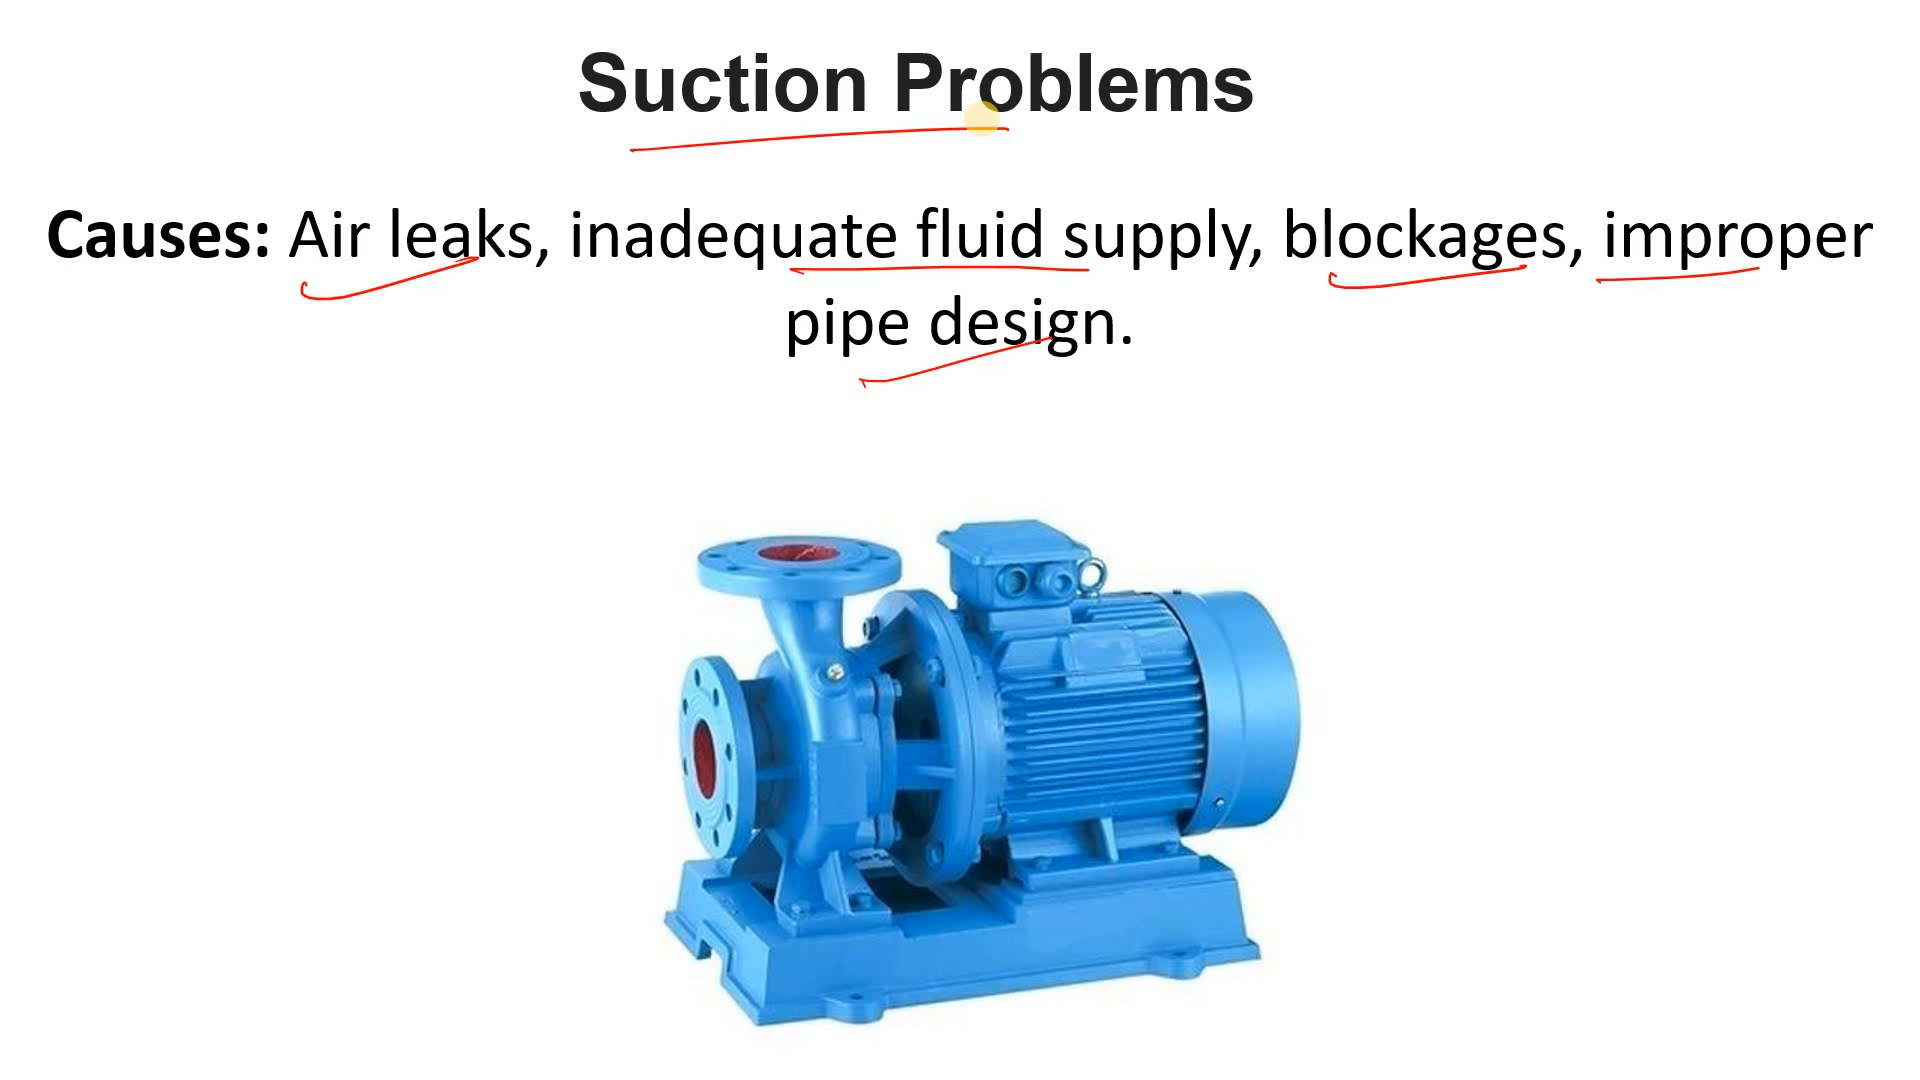 Suction Problems
Causes: Air leaks, inadequate fluid supply, blockages, improper
pipe design.